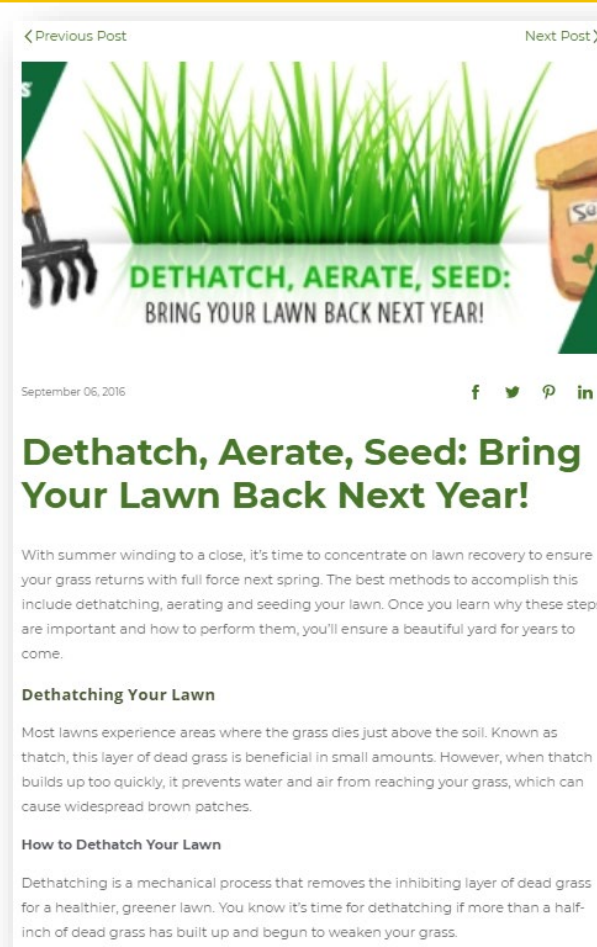 Previous Post
Next Post
DETHATCH, AERATE, SEED:
BRING YOUR LAWN BACK NEXT YEAR!
September 06, 2016
Dethatch, Aerate, Seed: Bring
Your Lawn Back Next Year!
With summer winding to a close, it's time to concentrate on lawn recovery to ensure
your grass returns with full force next spring. The best methods to accomplish this
include dethatching, aerating and seeding your lawn. Once you learn why these steps
are important and how to perform them, you'll ensure a beautiful yard for years to
come.
Dethatching Your Lawn
Most lawns experience areas where the grass dies just above the soil. Known as
thatch, this layer of dead grass is beneficial in small amounts. However, when thatch
builds up too quickly, it prevents water and air from reaching your grass, which can
cause widespread brown patches.
How to Dethatch Your Lawn
Dethatching is a mechanical process that removes the inhibiting layer of dead grass
for a healthier, greener lawn. You know it's time for dethatching if more than a half-
inch of dead grass has built up and begun to weaken your grass.